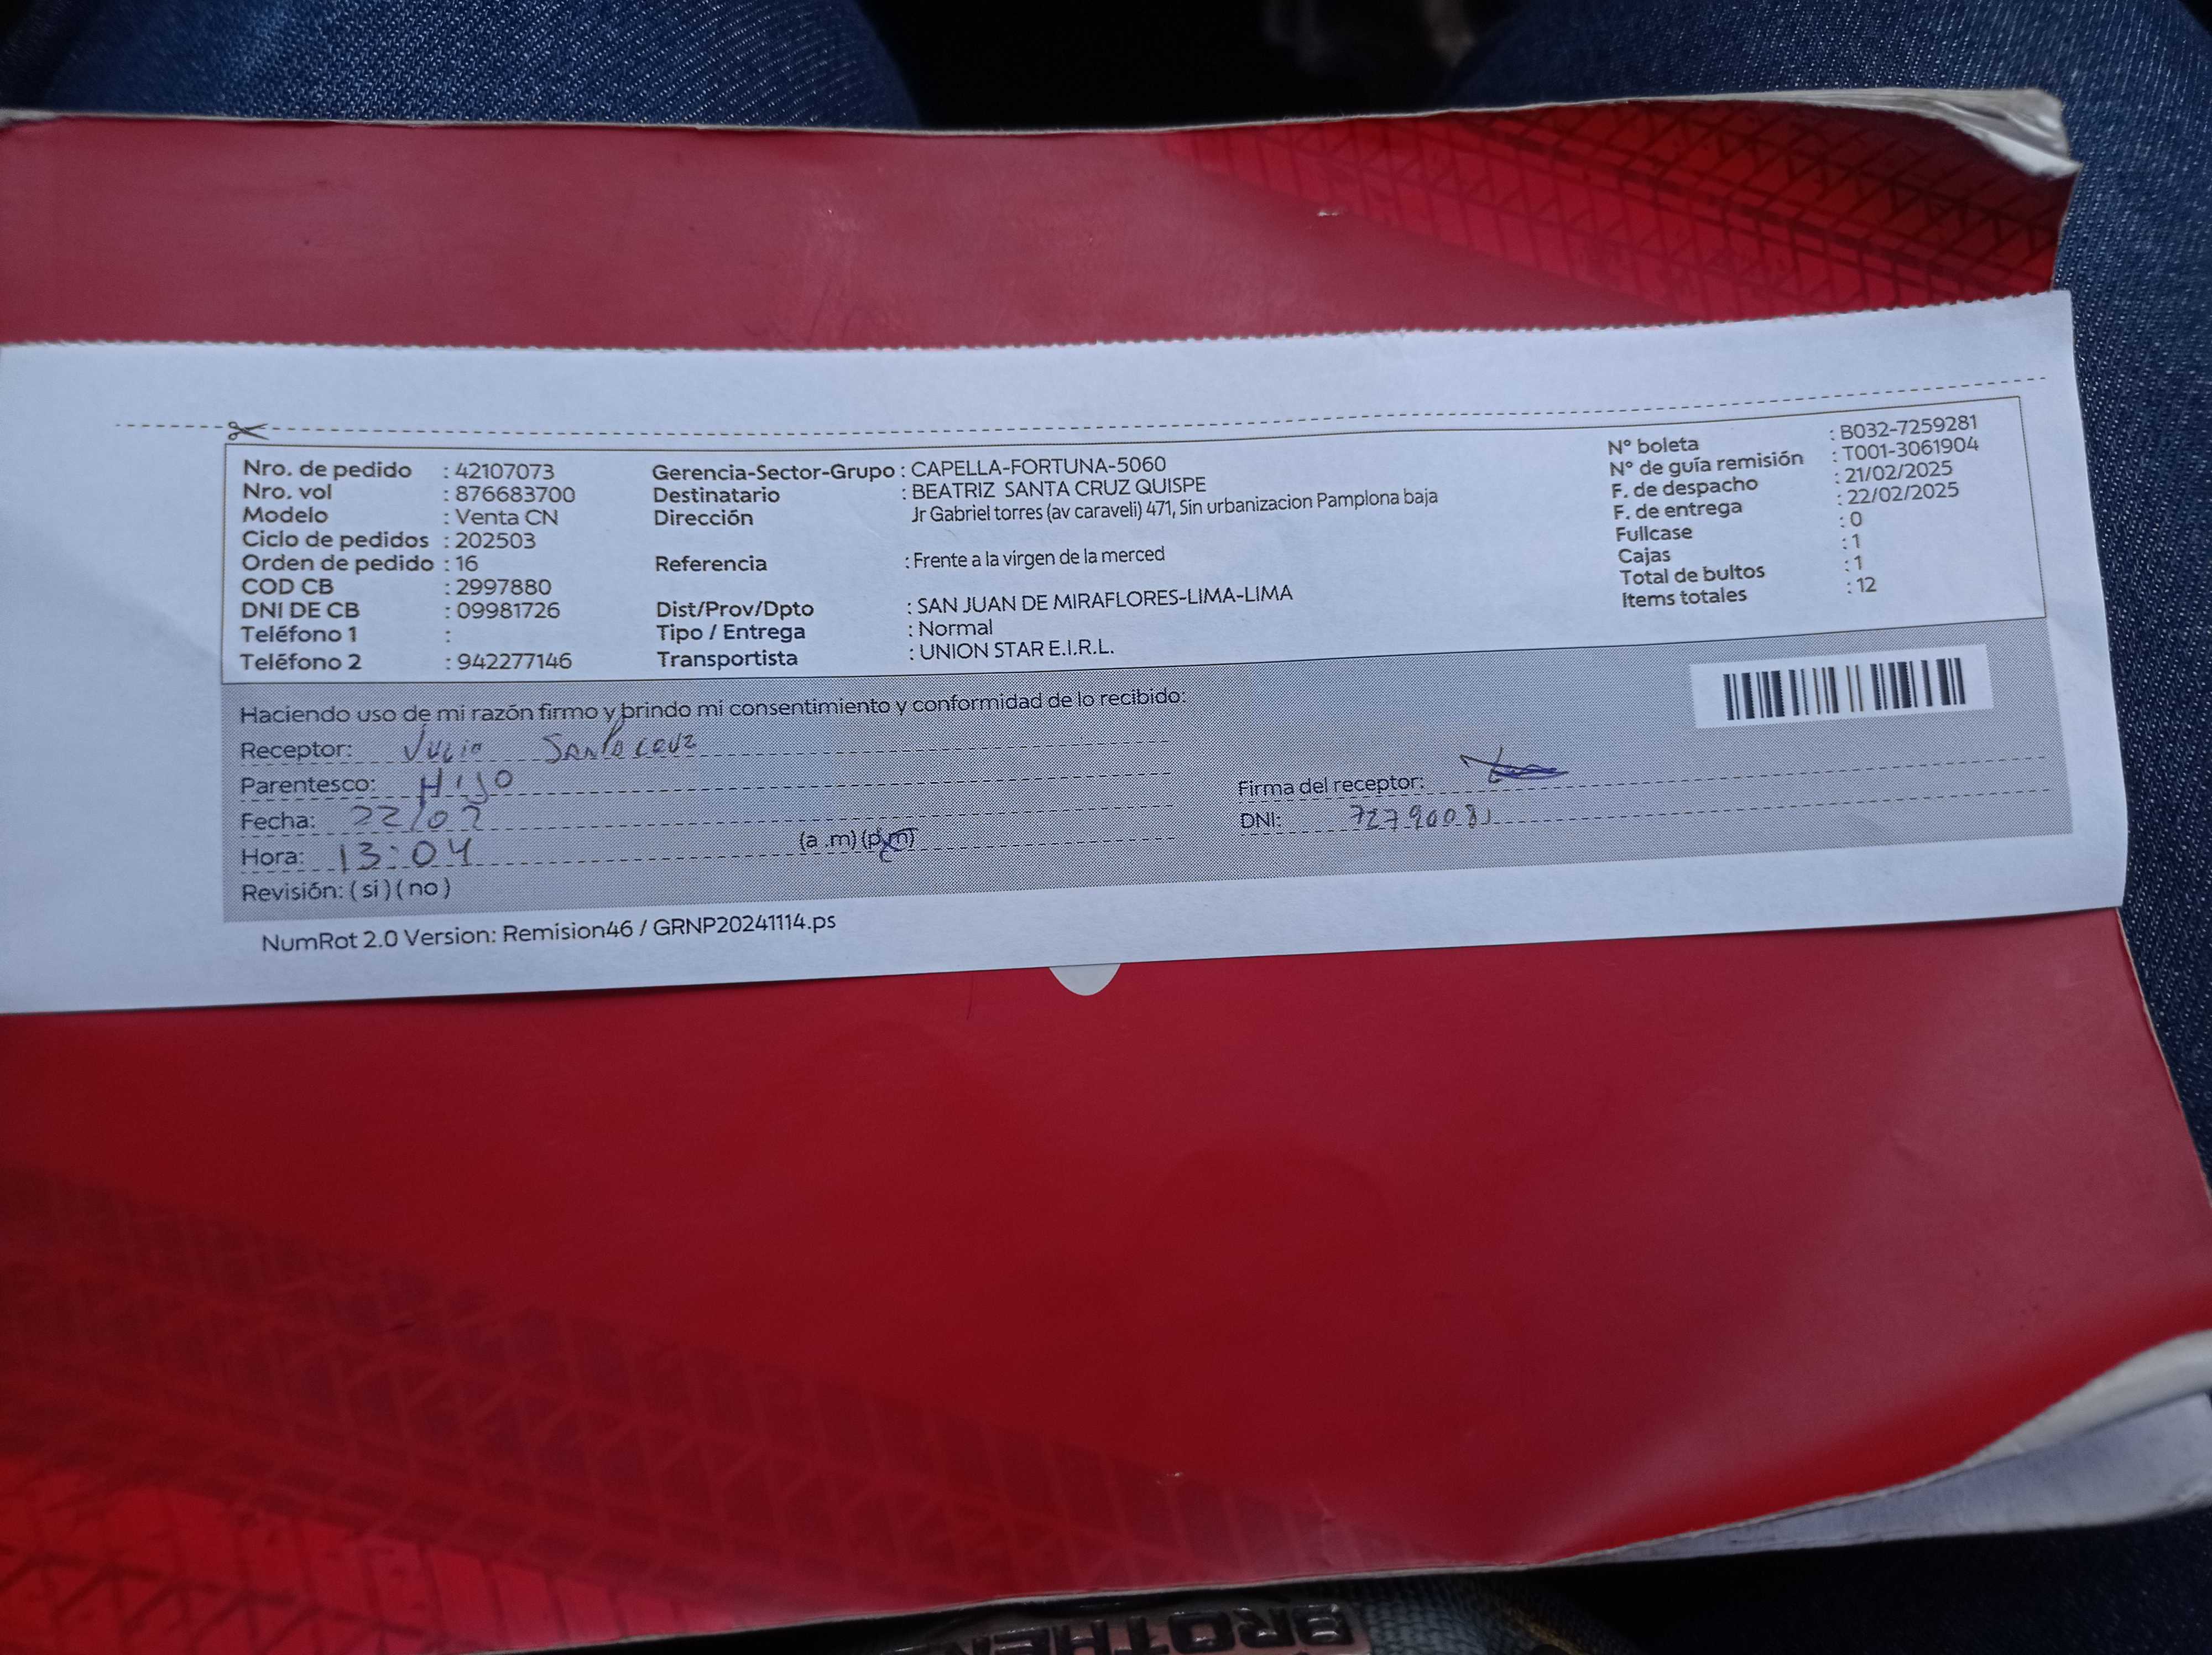 Nro. de pedido : 42107073
Nro. vol : 876683700
Modelo : Venta CN
Ciclo de pedidos : 202503
Orden de pedido : 16
COD CB : 2997880
DNI DE CB : 09981726
Teléfono 1 :
Teléfono 2 : 942277146
Gerencia-Sector-Grupo : CAPELLA-FORTUNA-5060
Destinatario : BEATRIZ SANTA CRUZ QUISPE
Dirección Jr Gabriel torres (av caraveli) 471, Sin urbanizacion Pamplona baja
Referencia : Frente a la virgen de la merced
Dist/Prov/Dpto : SAN JUAN DE MIRAFLORES-LIMA-LIMA
Tipo / Entrega : Normal
Transportista : UNION STAR E.I.R.L.
N° boleta : B032-7259281
N° de guía remisión : T001-3061904
F. de despacho : 21/02/2025
F. de entrega : 22/02/2025
Fullcase : 0
Cajas : 1
Total de bultos : 1
Items totales : 12
Haciendo uso de mi razón firmo y brindo mi consentimiento y conformidad de lo recibido:
Receptor: Julio Santa Cruz
Parentesco: HIJO
Fecha: 22/02
Hora: 13:04 (a .m) (p.m)
Revisión: ( si ) ( no )
Firma del receptor:
DNI: 72790081
NumRot 2.0 Version: Remision46 / GRNP20241114.ps
BROTHER